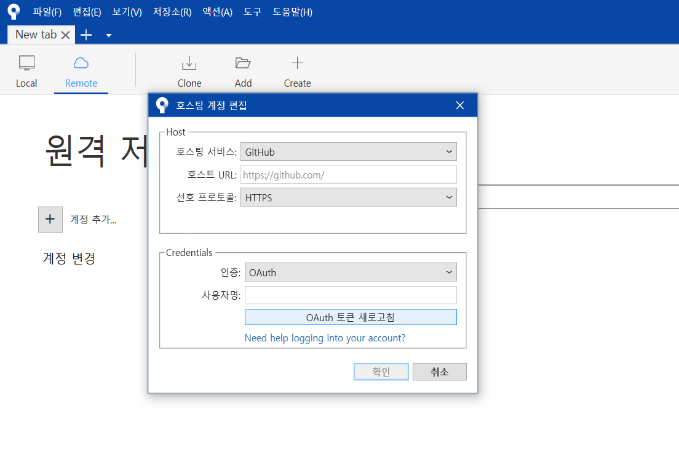 파일(F) 편집(E) 보기(V) 저장소(R) 액션(A) 도구 도움말(H)
New tab
Local Remote Clone Add Create
호스팅 계정 편집
원격 저
Host
호스팅 서비스: GitHub
호스트 URL: https://github.com/
선호 프로토콜: HTTPS
계정 추가...
계정 변경
Credentials
인증: OAuth
사용자명:
OAuth 토큰 새로고침
Need help logging into your account?
확인 취소